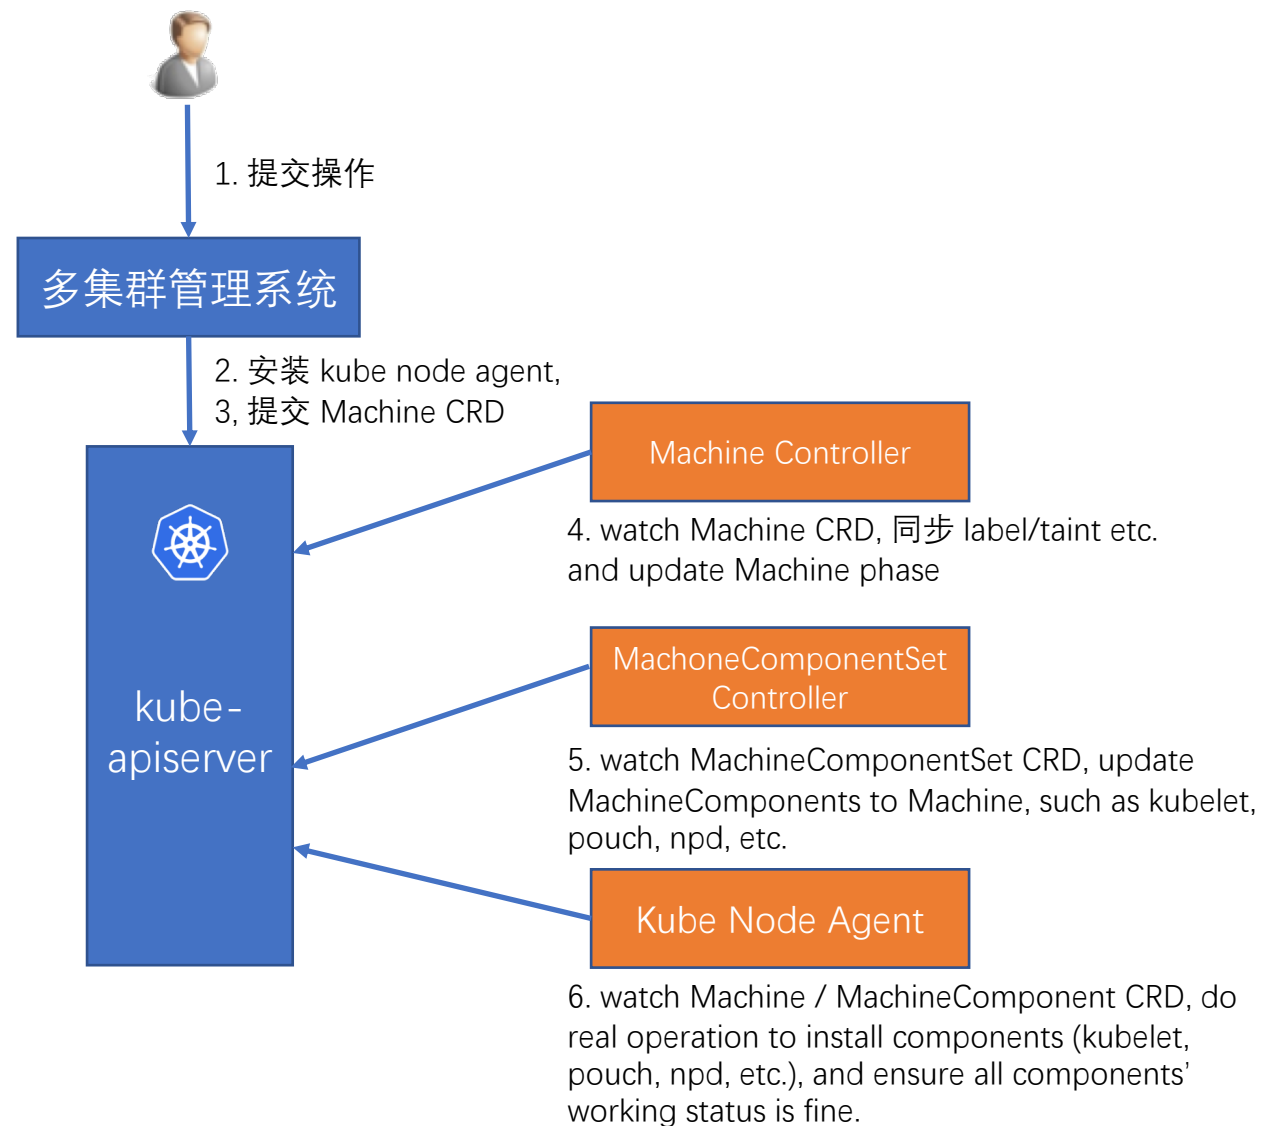 1. 提交操作
多集群管理系统
2. 安装 kube node agent,
3, 提交 Machine CRD
Machine Controller
4. watch Machine CRD, 同步 label/taint etc.
and update Machine phase
MachoneComponentSet
Controller
kube-
apiserver
5. watch MachineComponentSet CRD, update
MachineComponents to Machine, such as kubelet,
pouch, npd, etc.
Kube Node Agent
6. watch Machine / MachineComponent CRD, do
real operation to install components (kubelet,
pouch, npd, etc.), and ensure all components’
working status is fine.